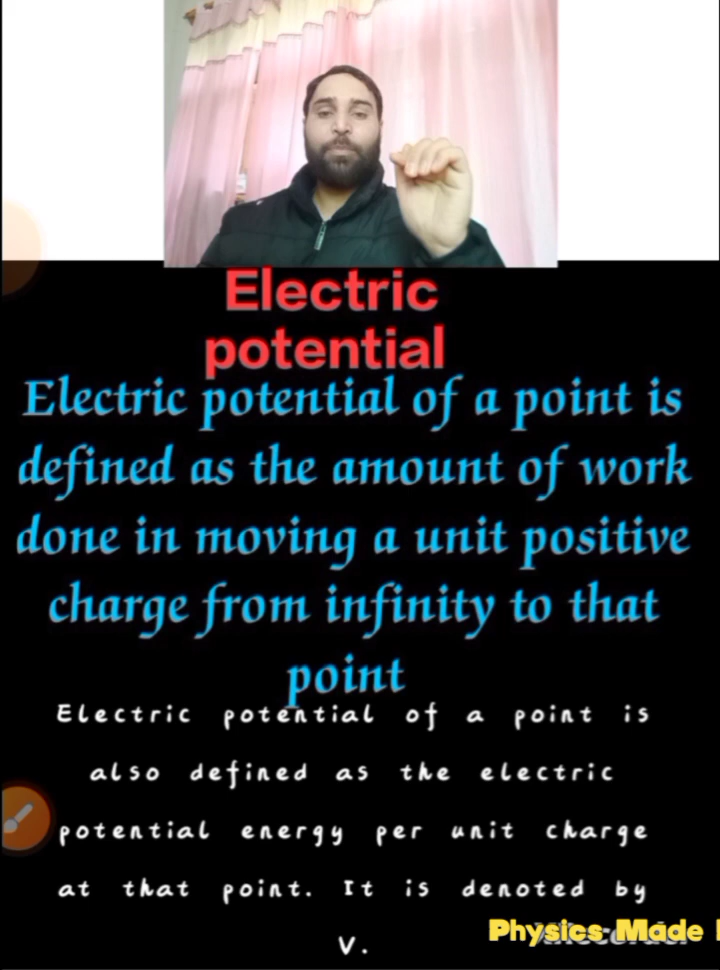 Electric
potential
Electric potential of a point is
defined as the amount of work
done in moving a unit positive
charge from infinity to that
point
Electric potential of a point is
also defined as the electric
potential energy per unit charge
at that point. It is denoted by
V.
Physics Made